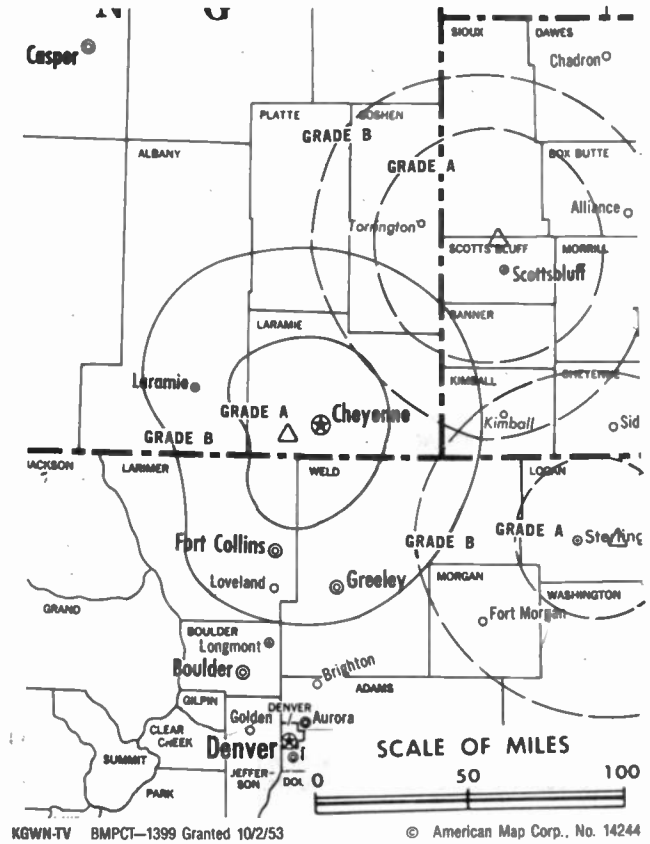 N G
Casper
SIOUX
DAWES
Chadron
PLATTE
GOSHEN
GRADE B
ALBANY
GRADE A
BOX BUTTE
Alliance
Torrington
SCOTTS BLUFF
MORRILL
Scottsbluff
BANNER
LARAMIE
Laramie
KIMBALL
CHEYENNE
GRADE A
Cheyenne
Kimball
Sid
GRADE B
JACKSON
LARIMER
WELD
LOGAN
GRADE A
Sterling
GRADE B
Fort Collins
Loveland
Greeley
MORGAN
WASHINGTON
GRAND
Fort Morgan
BOULDER
Longmont
Boulder
Brighton
ADAMS
GILPIN
DENVER
Golden
Aurora
CLEAR
CREEK
Denver
SUMMIT
JEFFER-
SON
DOL
PARK
SCALE OF MILES
0 50 100
KGWN-TV BMPCT—1399 Granted 10/2/53 © American Map Corp., No. 14244